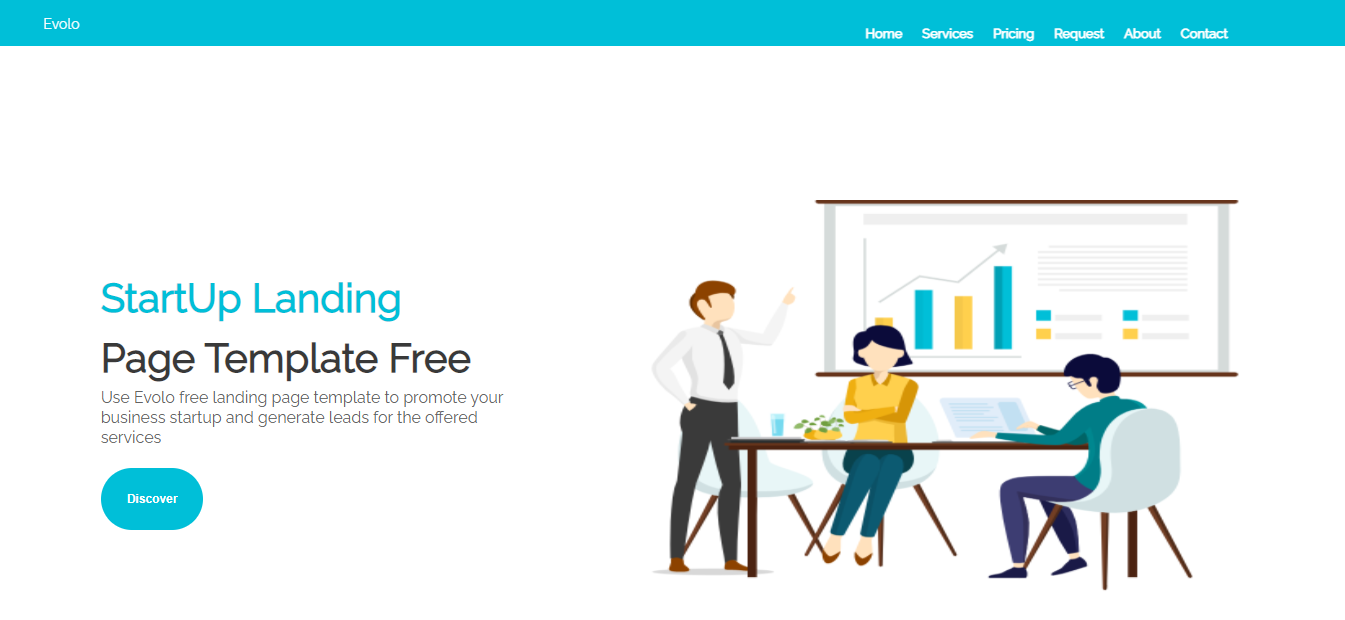 Evolo
Home Services Pricing Request About Contact
StartUp Landing
Page Template Free
Use Evolo free landing page template to promote your
business startup and generate leads for the offered
services
Discover